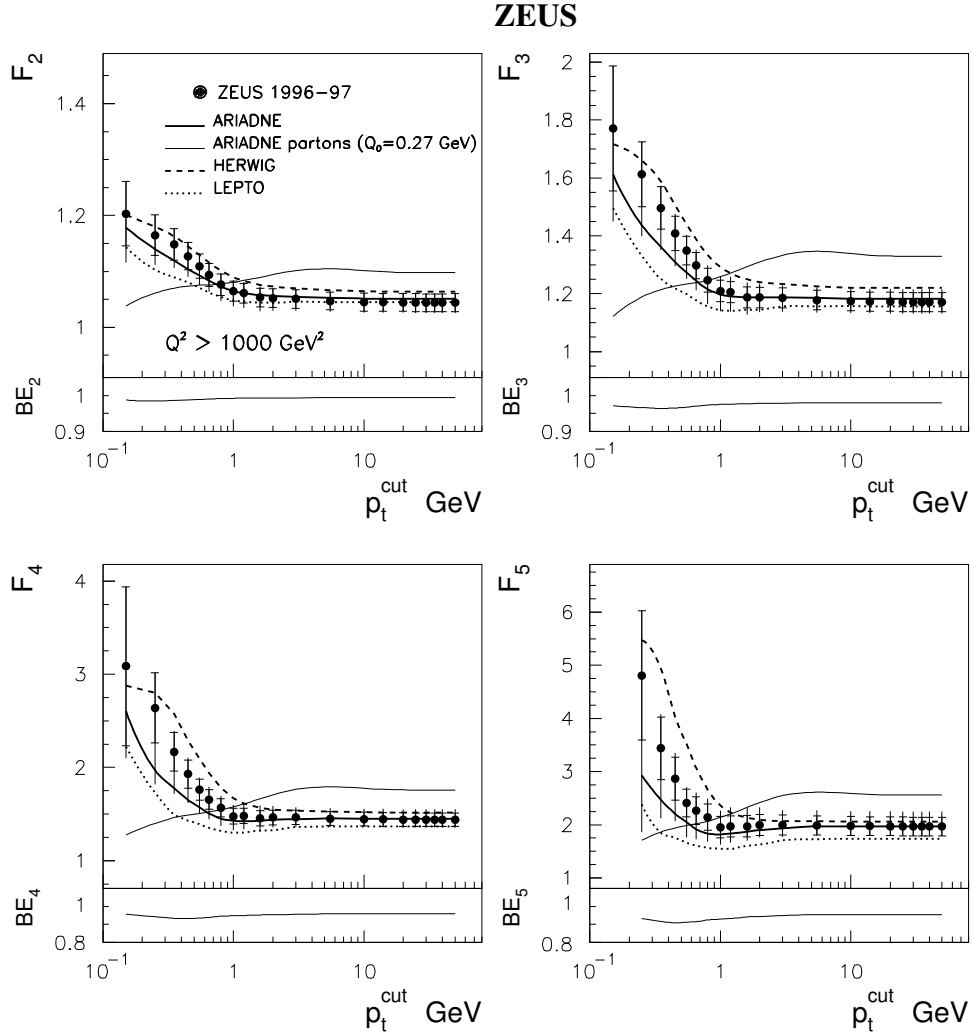 ZEUS
F2
1.4
1.2
1
ZEUS 1996-97
ARIADNE
ARIADNE partons (Q0=0.27 GeV)
HERWIG
LEPTO
Q² > 1000 GeV²
BE2
1
0.9
10⁻¹ 1 10
pt^cut GeV
F3
2
1.8
1.6
1.4
1.2
1
BE3
1
0.9
10⁻¹ 1 10
pt^cut GeV
F4
4
3
2
1
BE4
1
0.8
10⁻¹ 1 10
pt^cut GeV
F5
6
5
4
3
2
1
BE5
1
0.8
10⁻¹ 1 10
pt^cut GeV